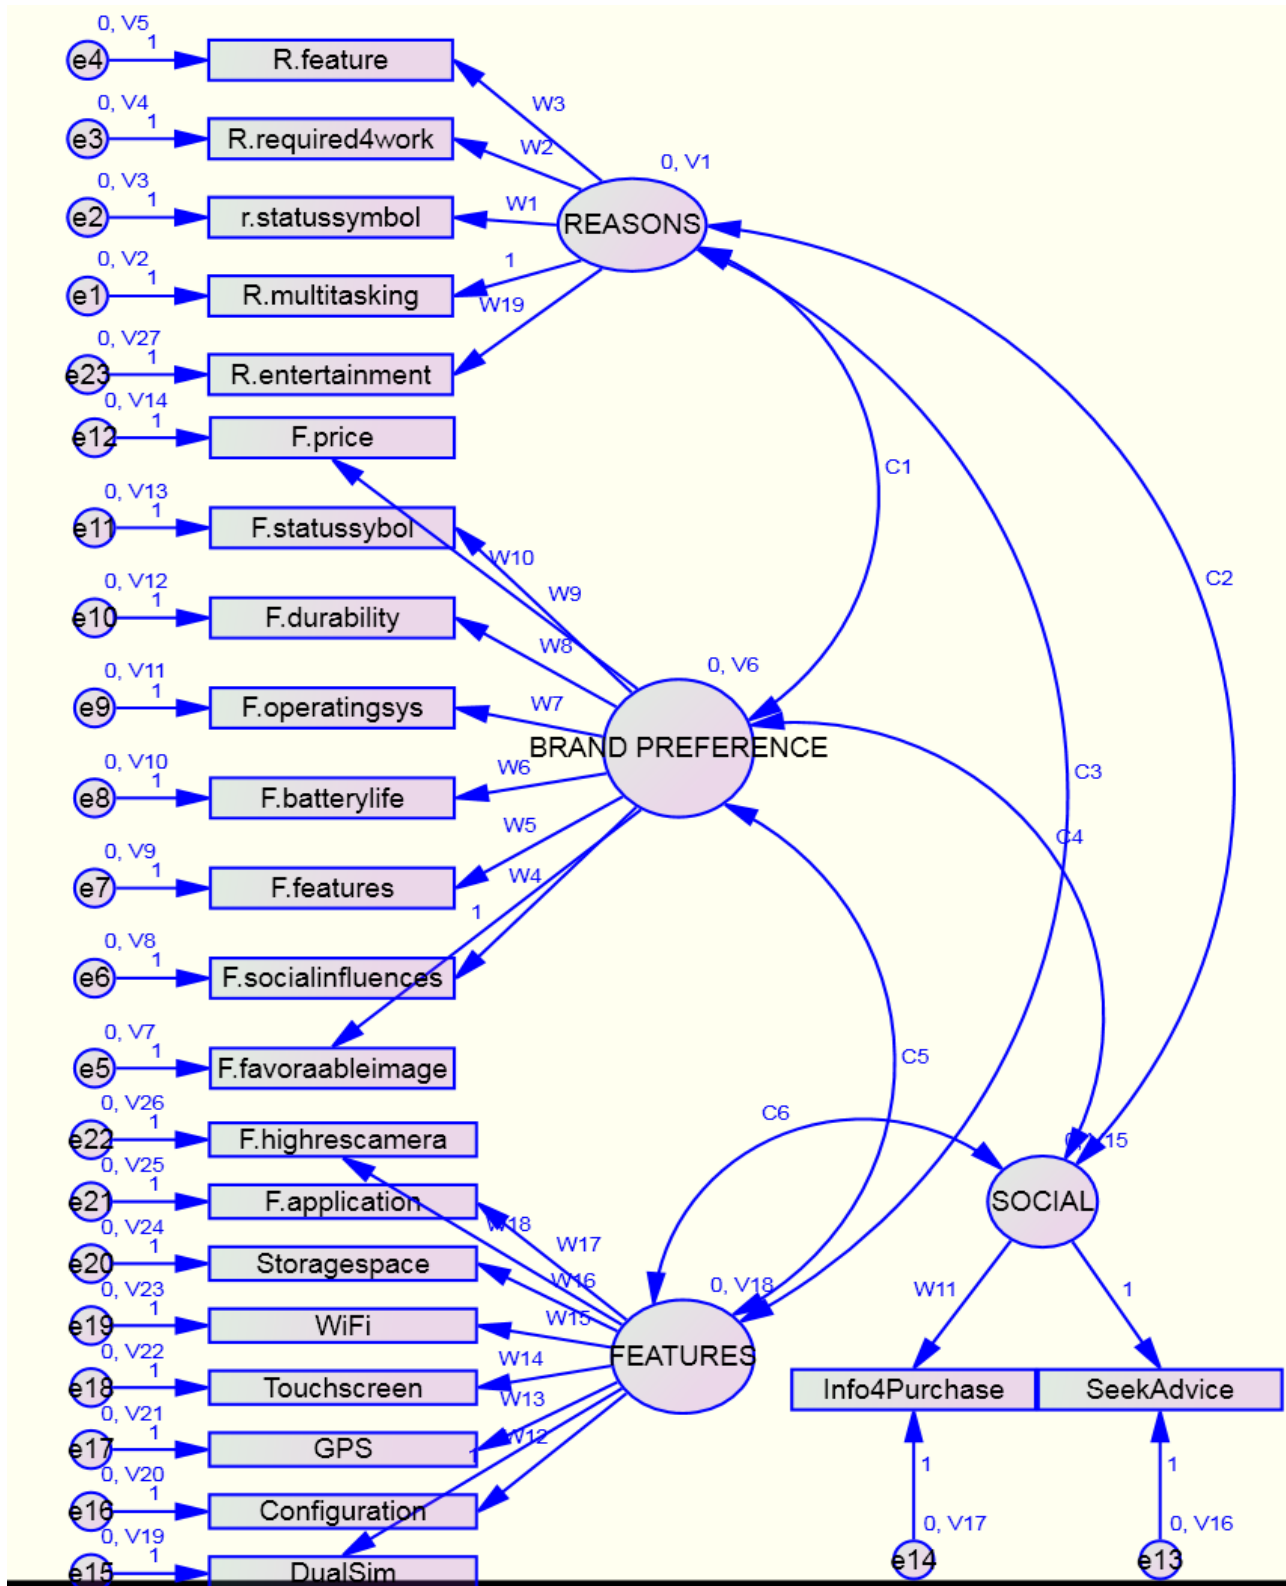 0, V5
1
e4
R.feature
W3
0, V4
1
e3
R.required4work
W2
0, V1
0, V3
1
e2
r.statussymbol
W1
REASONS
0, V2
1
e1
R.multitasking
1
W19
0, V27
1
e23
R.entertainment
0, V14
1
e12
F.price
C1
0, V13
1
e11
F.statussybol
W10
C2
W9
0, V12
1
e10
F.durability
W8
0, V11
1
e9
F.operatingsys
W7
0, V6
BRAND PREFERENCE
0, V10
1
e8
F.batterylife
W6
C3
0, V9
1
e7
F.features
W5
C4
W4
1
0, V8
1
e6
F.socialinfluences
0, V7
1
e5
F.favoraableimage
C5
0, V26
1
e22
F.highrescamera
C6
15
0, V25
1
e21
F.application
W18
SOCIAL
0, V24
1
e20
Storagespace
W17
W16
0, V23
1
e19
WiFi
W15
0, V18
W11
1
0, V22
1
e18
Touchscreen
W14
FEATURES
W13
Info4Purchase
SeekAdvice
0, V21
1
e17
GPS
W12
1
1
1
0, V20
1
e16
Configuration
0, V17
0, V16
0, V19
1
e15
DualSim
e14
e13